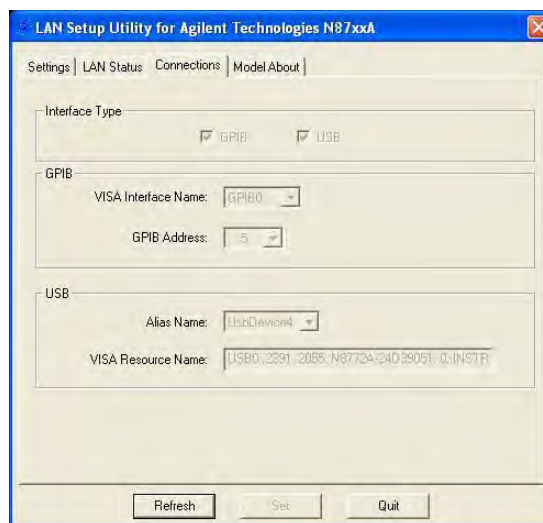 LAN Setup Utility for Agilent Technologies N87xxA
Settings LAN Status Connections Model About
Interface Type
GPIB USB
GPIB
VISA Interface Name: GPIB0
GPIB Address: 5
USB
Alias Name: UsbDevice4
VISA Resource Name: USB0::2391::2055::N8772A-24D39051::0::INSTR
Refresh Set Quit